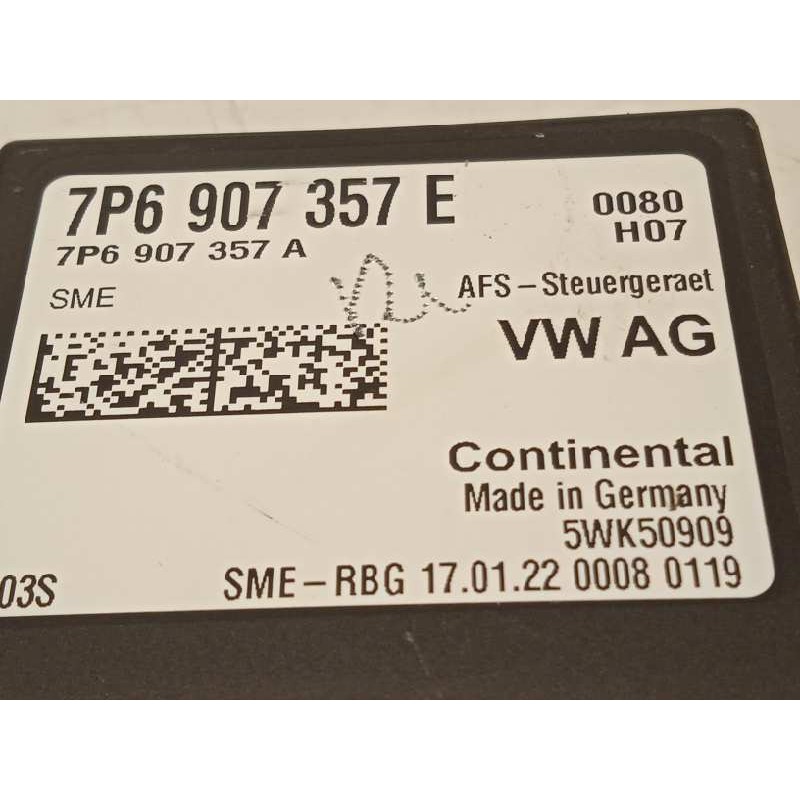 7P6 907 357 E
7P6 907 357 A
SME
0080
H07
AFS-Steuergeraet
VW AG
Continental
Made in Germany
5WK50909
03S
SME-RBG 17.01.22 0008 0119